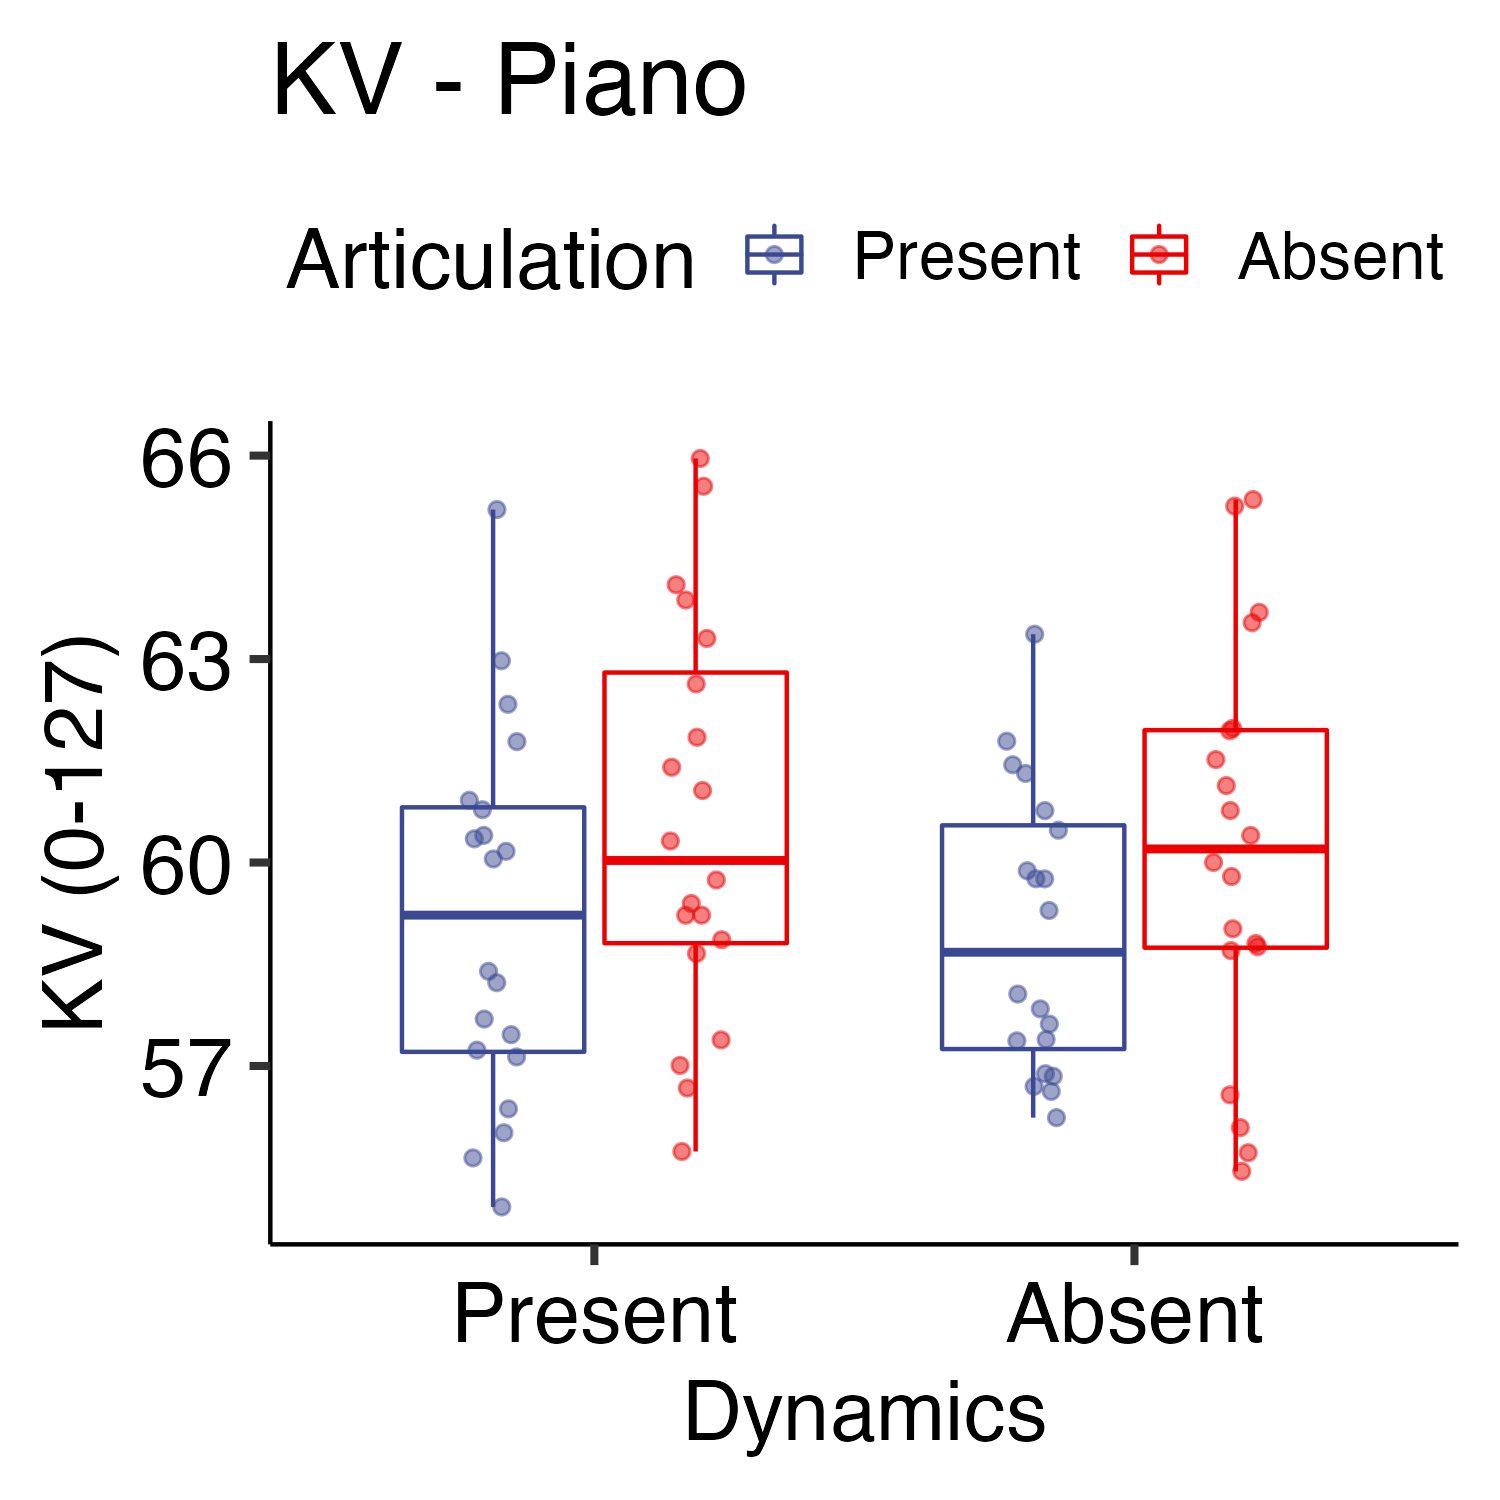 KV - Piano
Articulation Present Absent
66
63
60
57
KV (0-127)
Present Absent
Dynamics